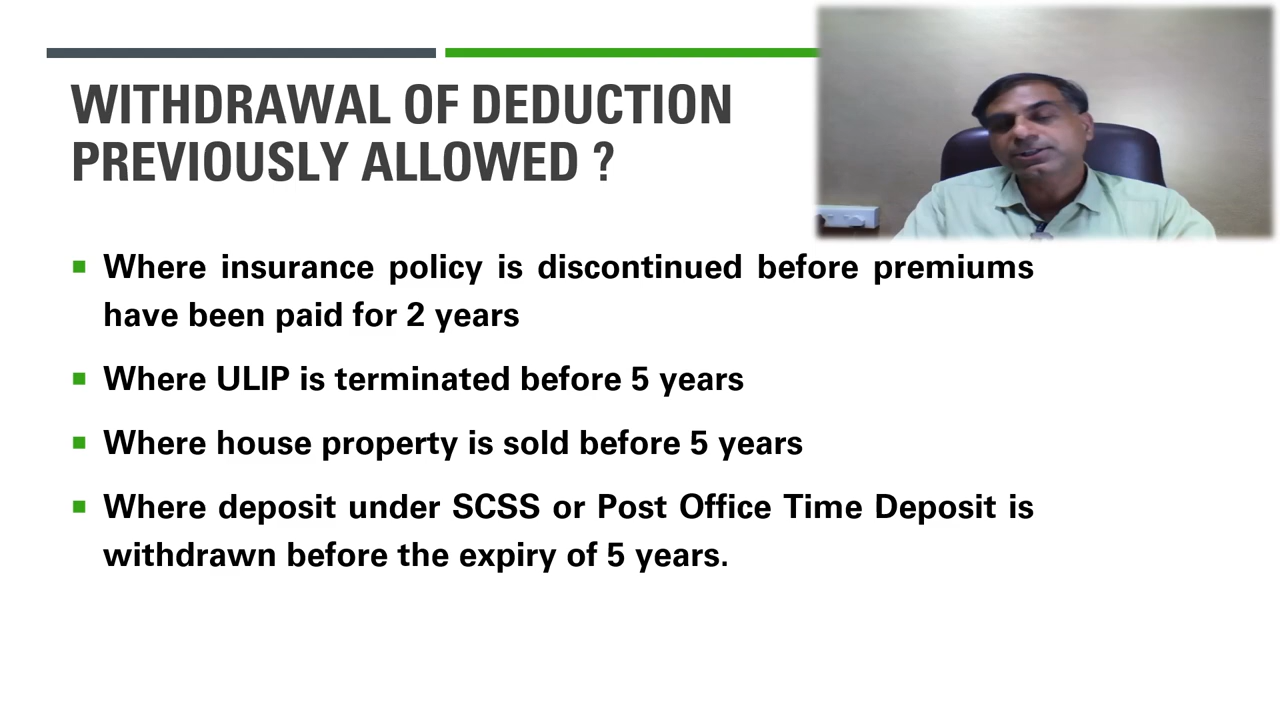 WITHDRAWAL OF DEDUCTION
PREVIOUSLY ALLOWED ?
Where insurance policy is discontinued before premiums
have been paid for 2 years
Where ULIP is terminated before 5 years
Where house property is sold before 5 years
Where deposit under SCSS or Post Office Time Deposit is
withdrawn before the expiry of 5 years.